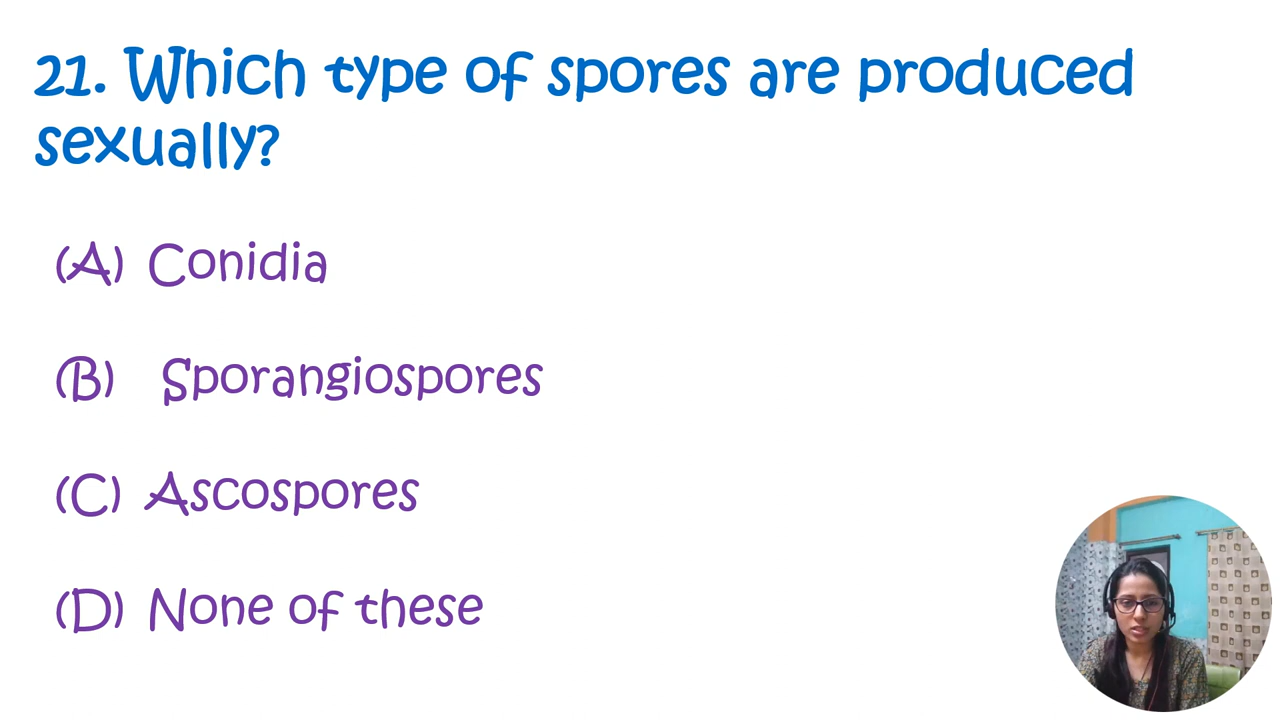 21. Which type of spores are produced
sexually?
(A) Conidia
(B) Sporangiospores
(C) Ascospores
(D) None of these